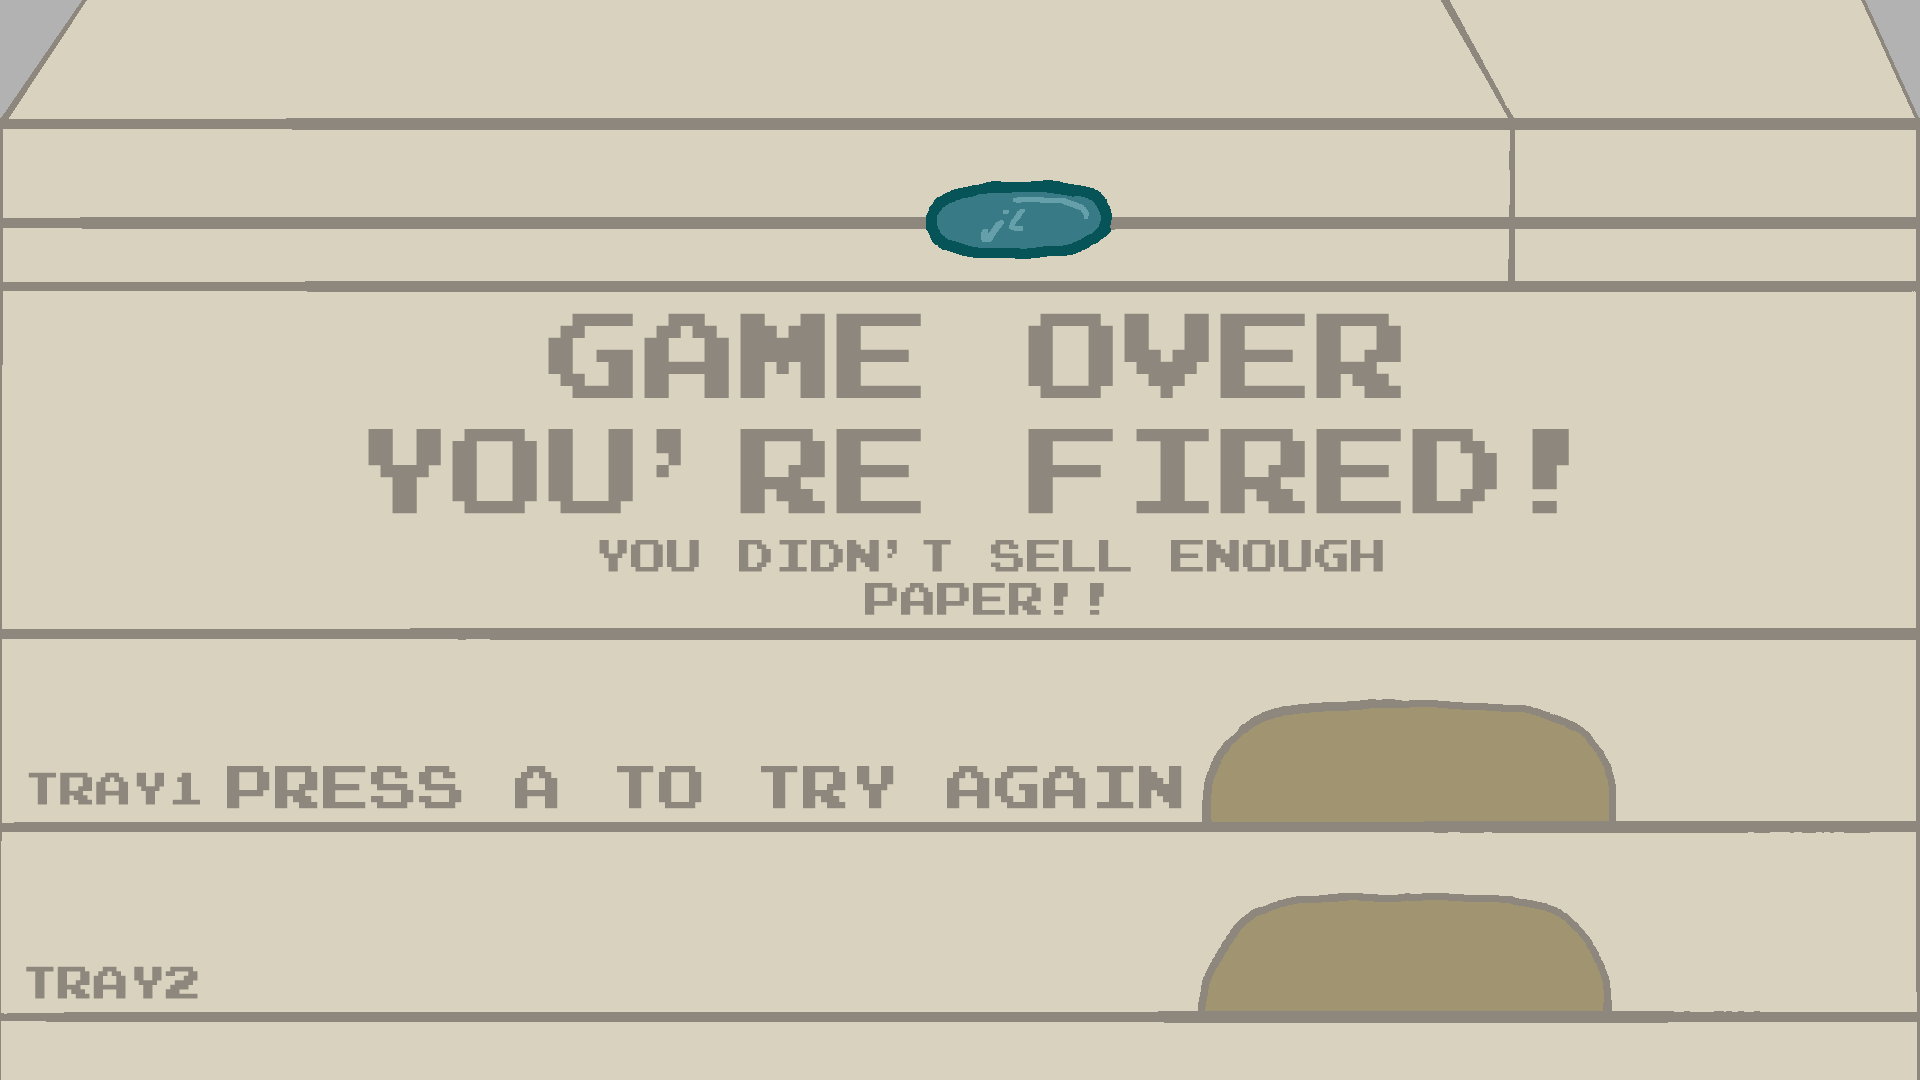 GAME OVER
YOU'RE FIRED!
YOU DIDN'T SELL ENOUGH
PAPER!!
TRAY1 PRESS A TO TRY AGAIN
TRAY2